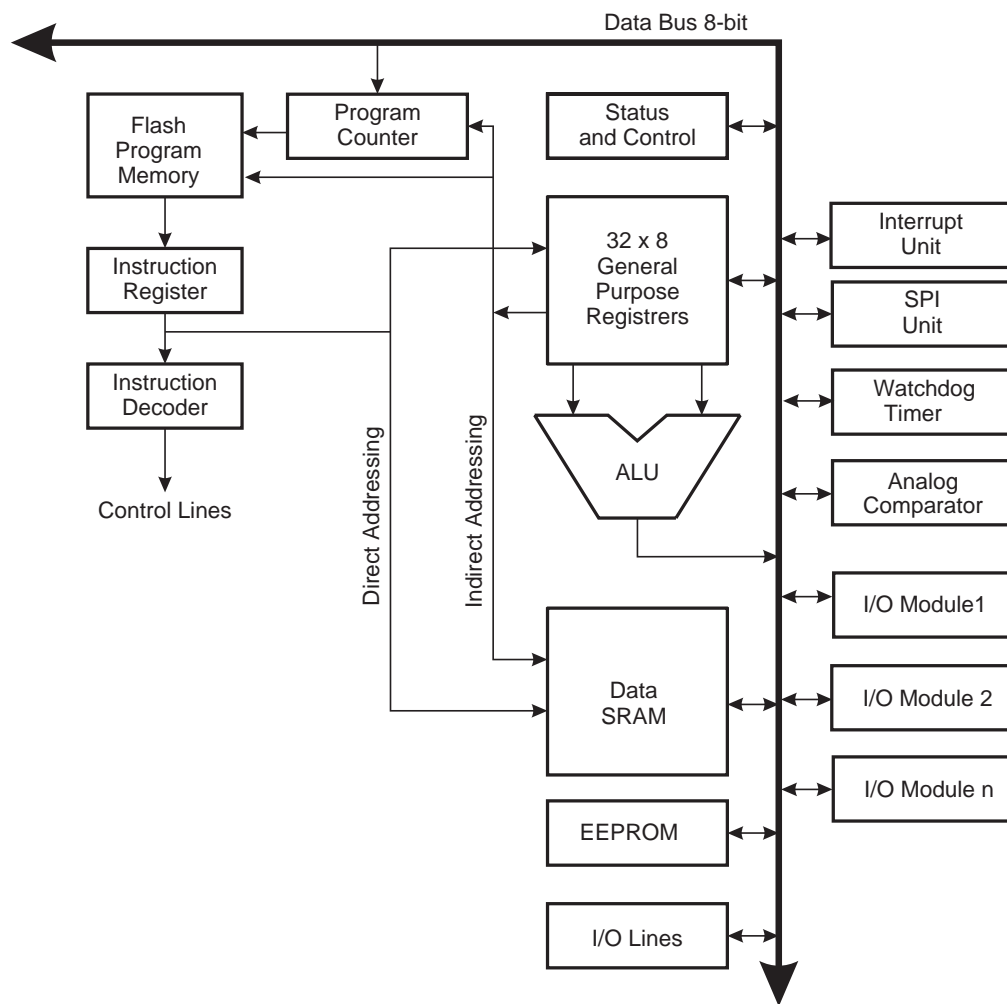 Data Bus 8-bit
Flash
Program
Memory
Program
Counter
Status
and Control
Interrupt
Unit
32 x 8
General
Purpose
Registrers
Instruction
Register
SPI
Unit
Instruction
Decoder
Watchdog
Timer
Control Lines
Direct Addressing
Indirect Addressing
ALU
Analog
Comparator
I/O Module1
Data
SRAM
I/O Module 2
I/O Module n
EEPROM
I/O Lines